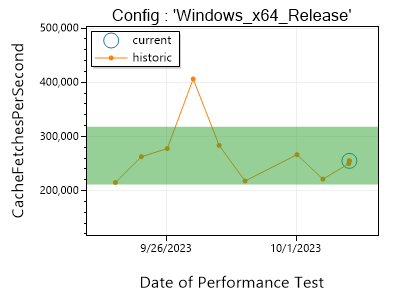 Config : 'Windows_x64_Release'
500,000
400,000
300,000
200,000
CacheFetchesPerSecond
current
historic
9/26/2023
10/1/2023
Date of Performance Test